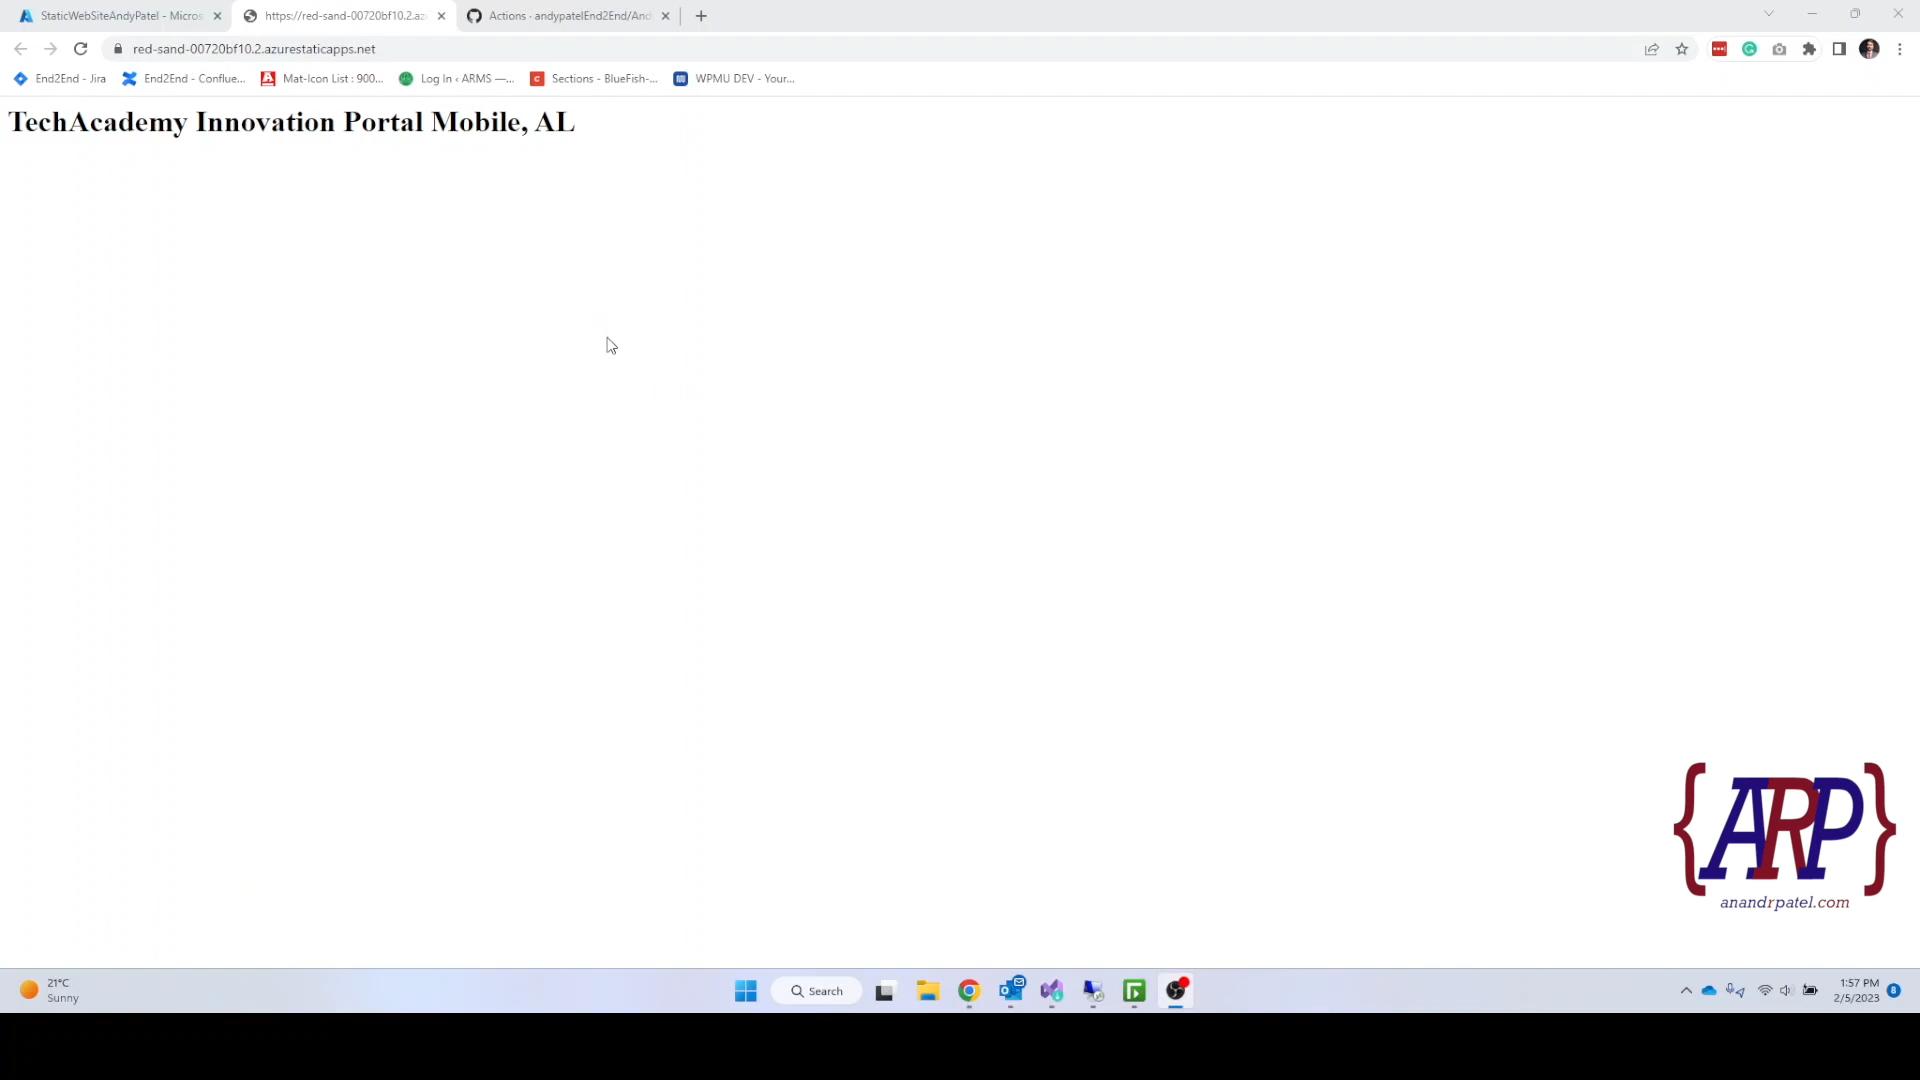 StaticWebSiteAndyPatel - Micros
https://red-sand-00720bf10.2.az
Actions · andypatelEnd2End/And
red-sand-00720bf10.2.azurestaticapps.net
End2End - Jira
End2End - Conflue...
Mat-Icon List : 900...
Log In ‹ ARMS —...
Sections - BlueFish-...
WPMU DEV - Your...
TechAcademy Innovation Portal Mobile, AL
{ARP}
anandrpatel.com
21°C
Sunny
Search
1:57 PM
2/5/2023
8